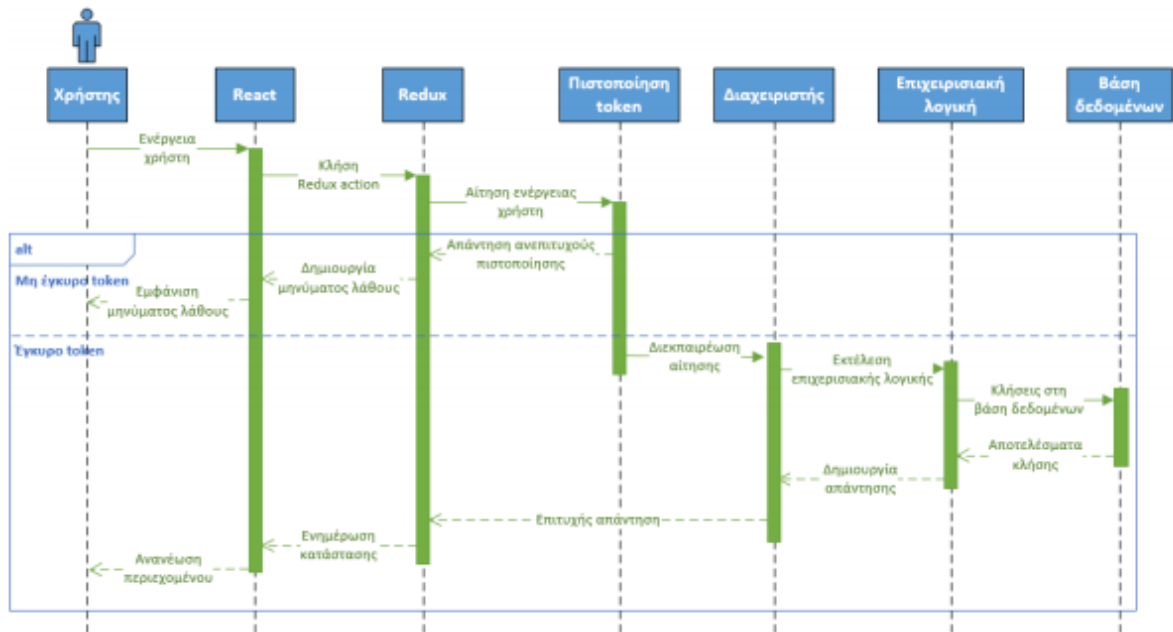 Χρήστης
React
Redux
Πιστοποίηση
token
Διαχειριστής
Επιχειρισιακή
λογική
Βάση
δεδομένων
Ενέργεια
χρήστη
Κλήση
Redux action
Αίτηση ενέργειας
χρήστη
alt
Απάντηση ανεπιτυχούς
πιστοποίησης
Μη έγκυρο token
Δημιουργία
μηνύματος λάθους
Εμφάνιση
μηνύματος λάθους
Έγκυρο token
Διεκπαιρέωση
αίτησης
Εκτέλεση
επιχερισιακής λογικής
Κλήσεις στη
βάση δεδομένων
Αποτελέσματα
κλήσης
Δημιουργία
απάντησης
Επιτυχής απάντηση
Ενημέρωση
κατάστασης
Ανανέωση
περιεχομένου